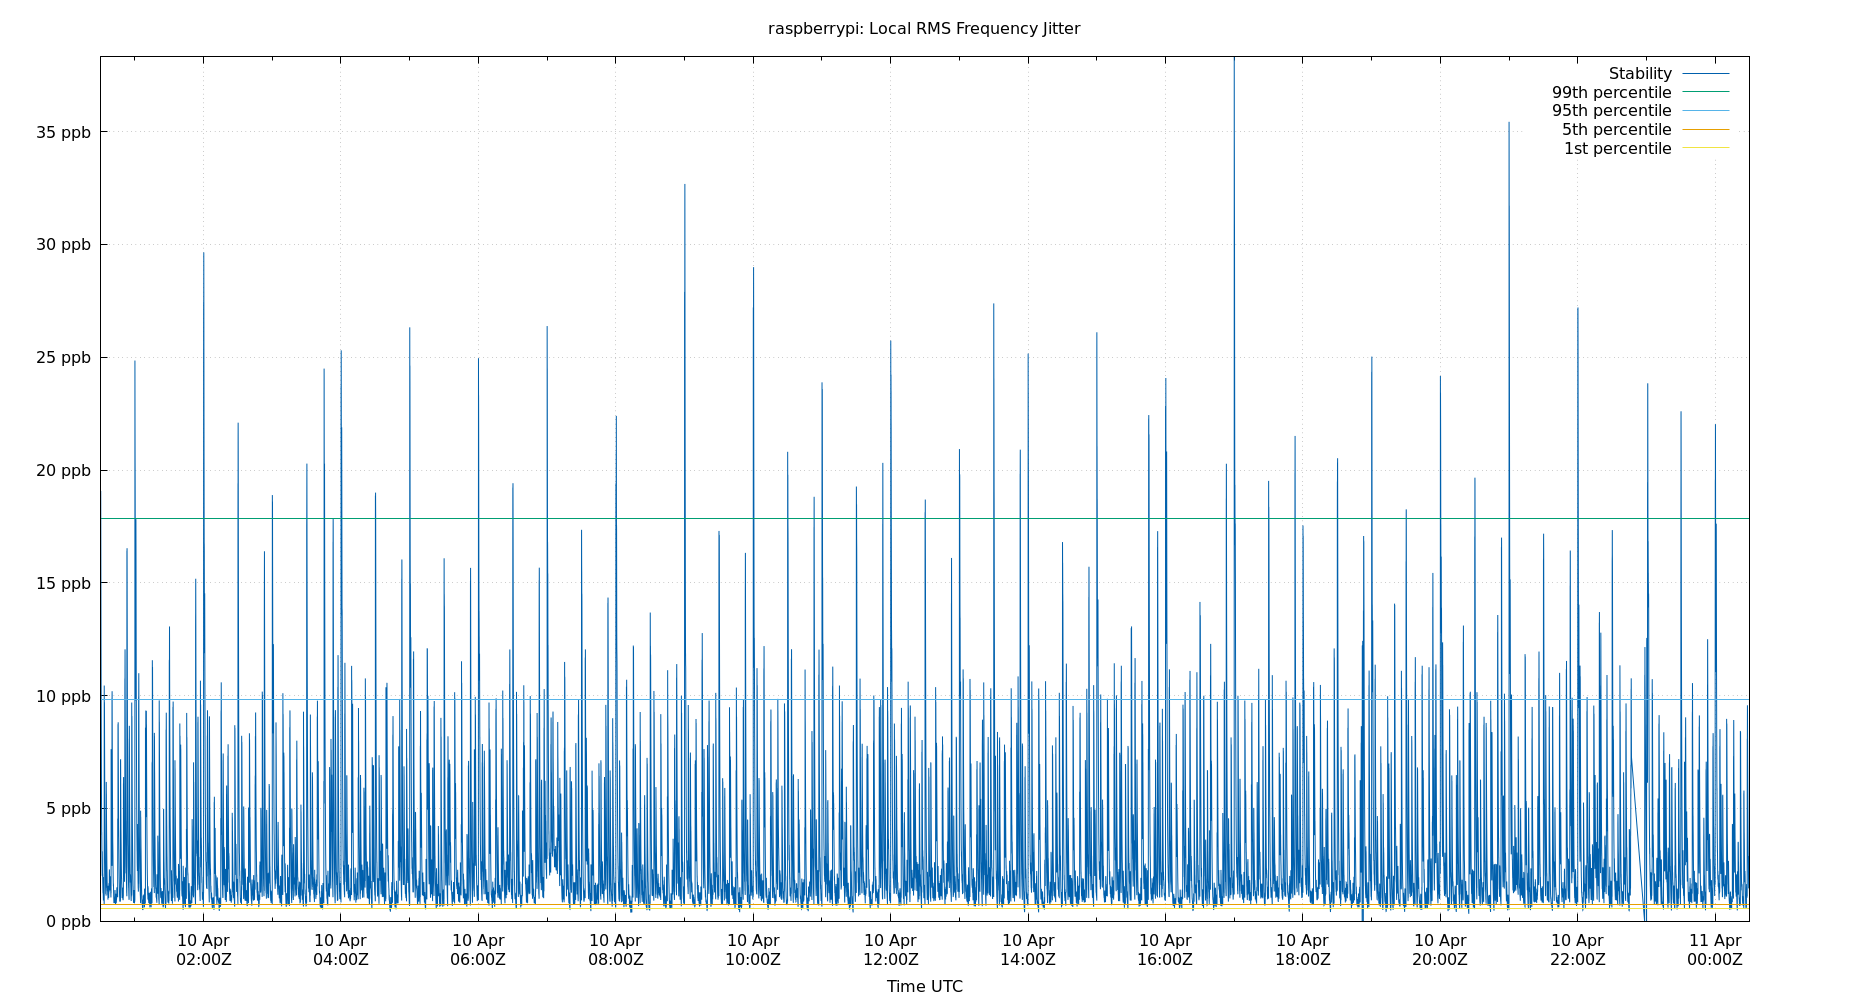 raspberrypi: Local RMS Frequency Jitter
Stability
99th percentile
95th percentile
5th percentile
1st percentile
35 ppb
30 ppb
25 ppb
20 ppb
15 ppb
10 ppb
5 ppb
0 ppb
10 Apr 10 Apr 10 Apr 10 Apr 10 Apr 10 Apr 10 Apr 10 Apr 10 Apr 10 Apr 10 Apr 11 Apr
02:00Z 04:00Z 06:00Z 08:00Z 10:00Z 12:00Z 14:00Z 16:00Z 18:00Z 20:00Z 22:00Z 00:00Z
Time UTC